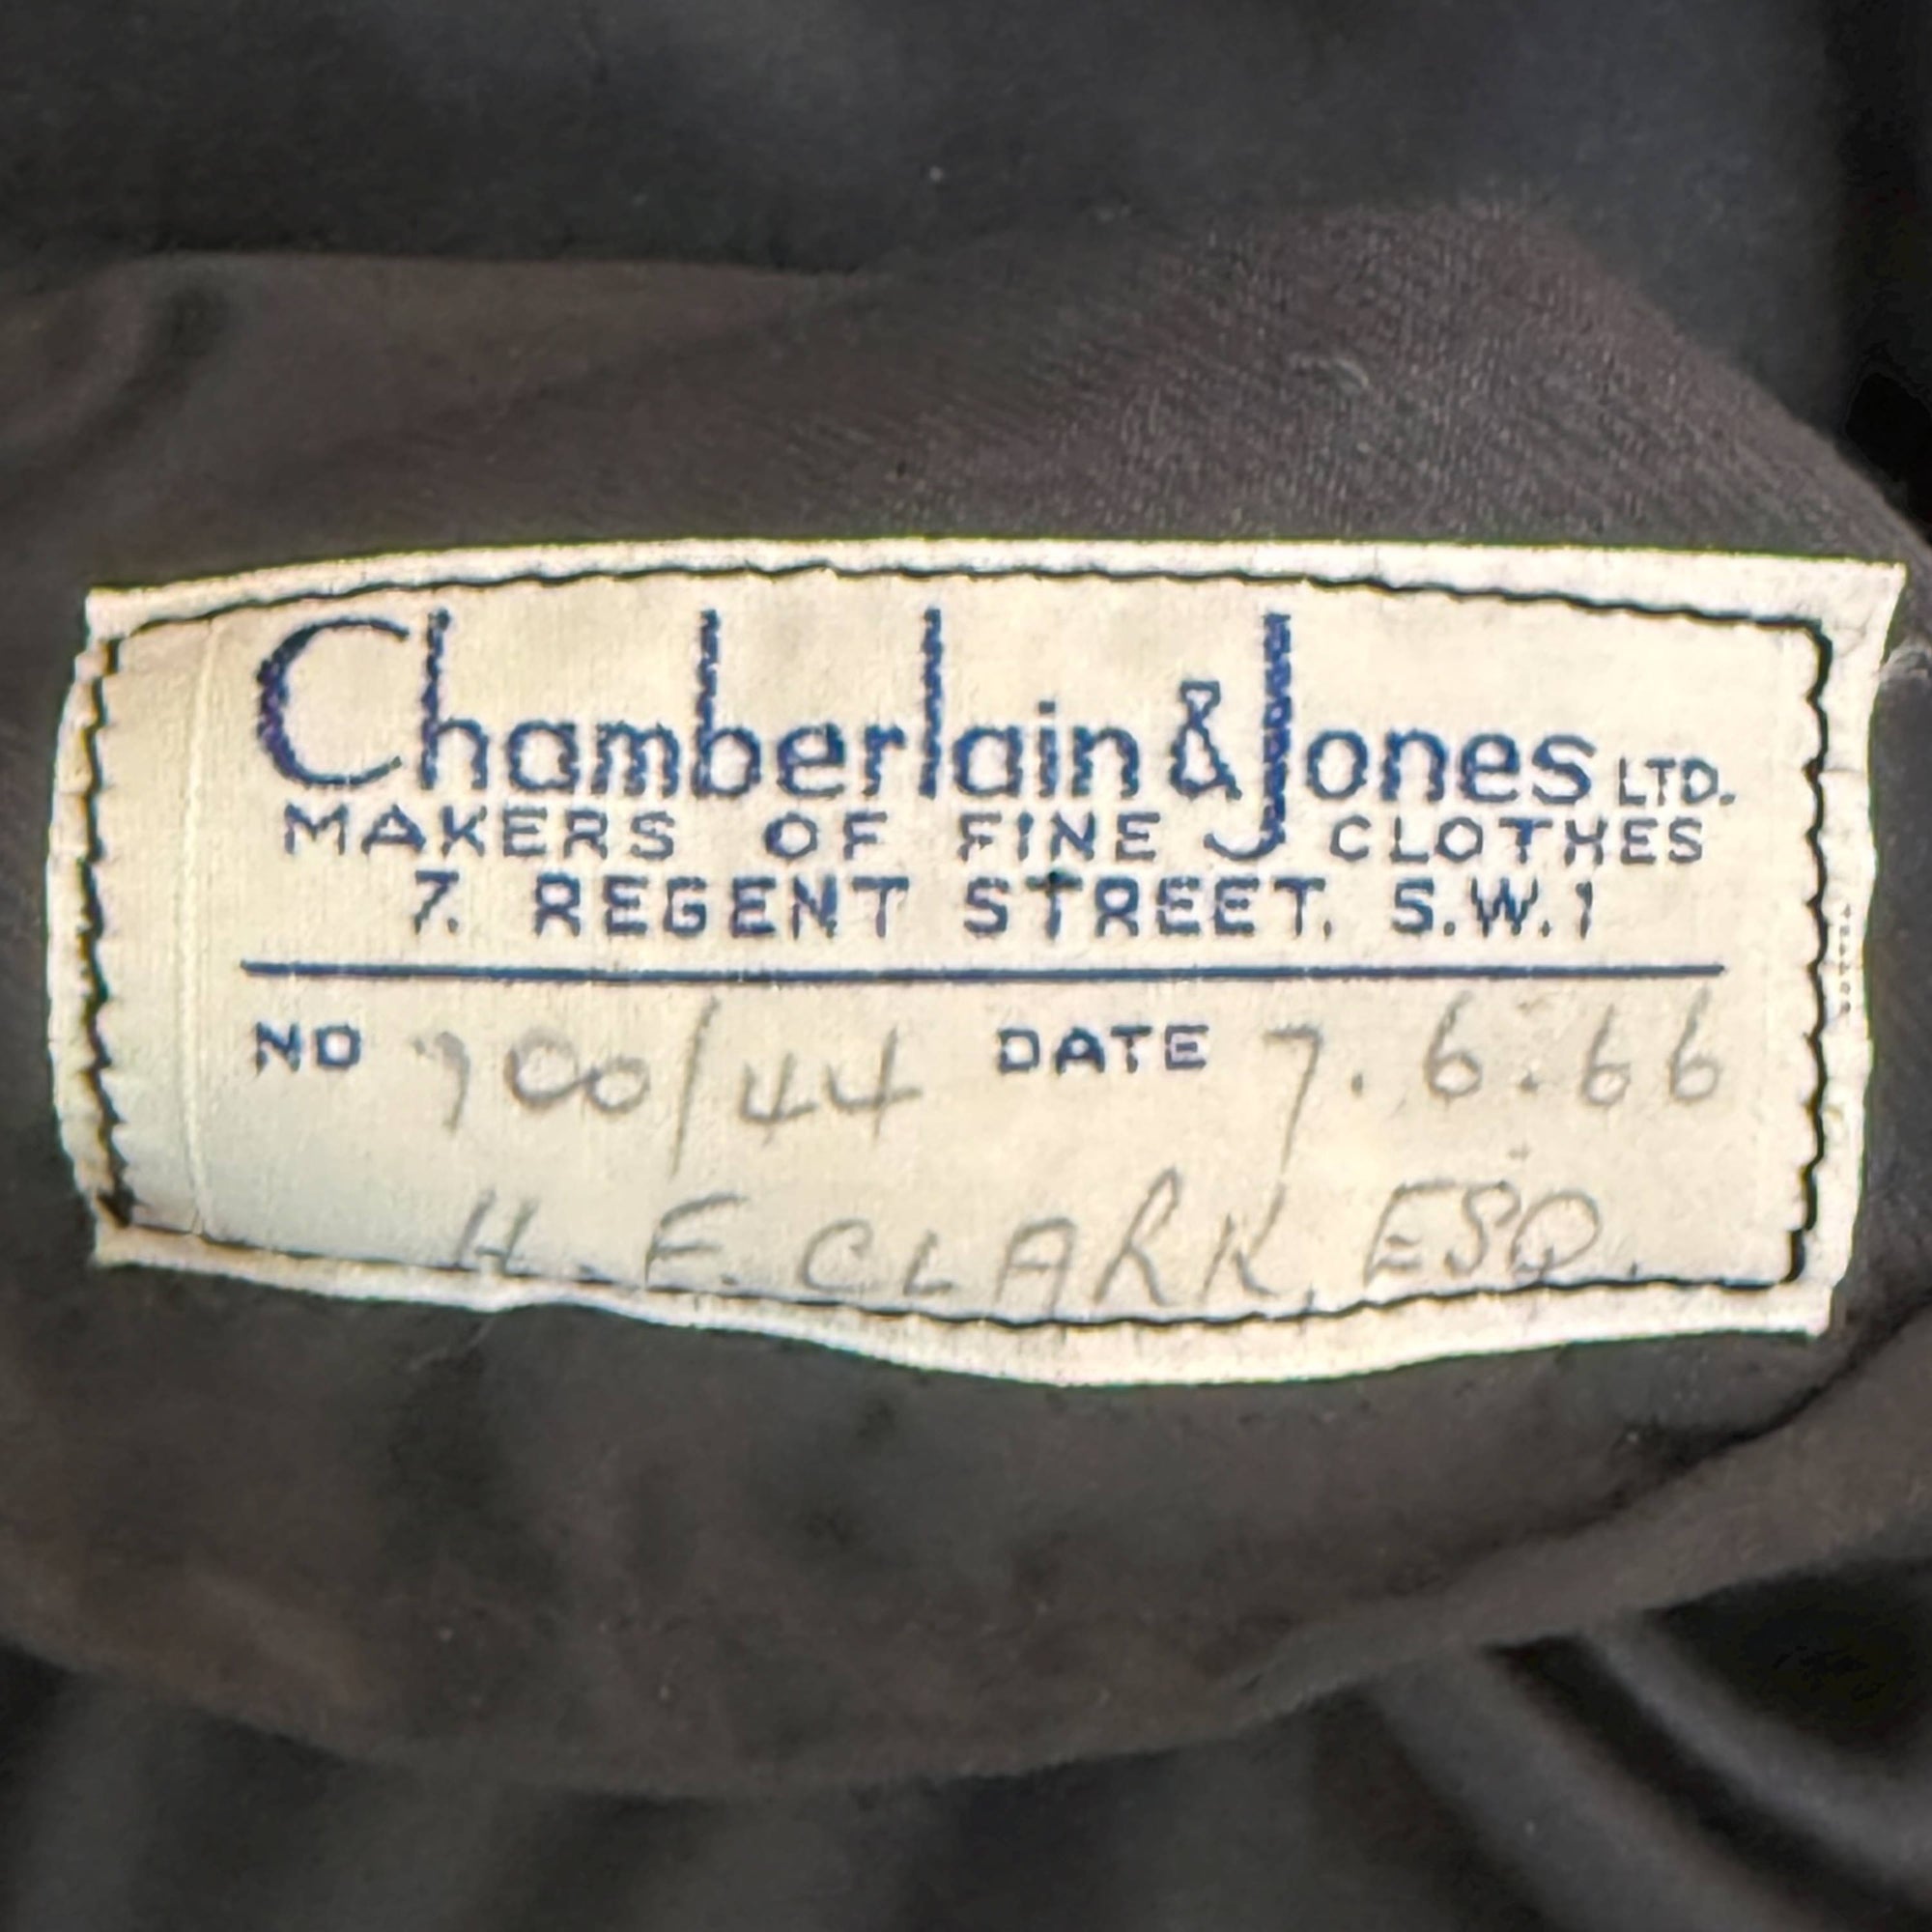 Chamberlain & Jones LTD.
MAKERS OF FINE CLOTHES
7. REGENT STREET. S.W.1
NO 700/44 DATE 7.6.66
H. F. CLARK, ESQ.